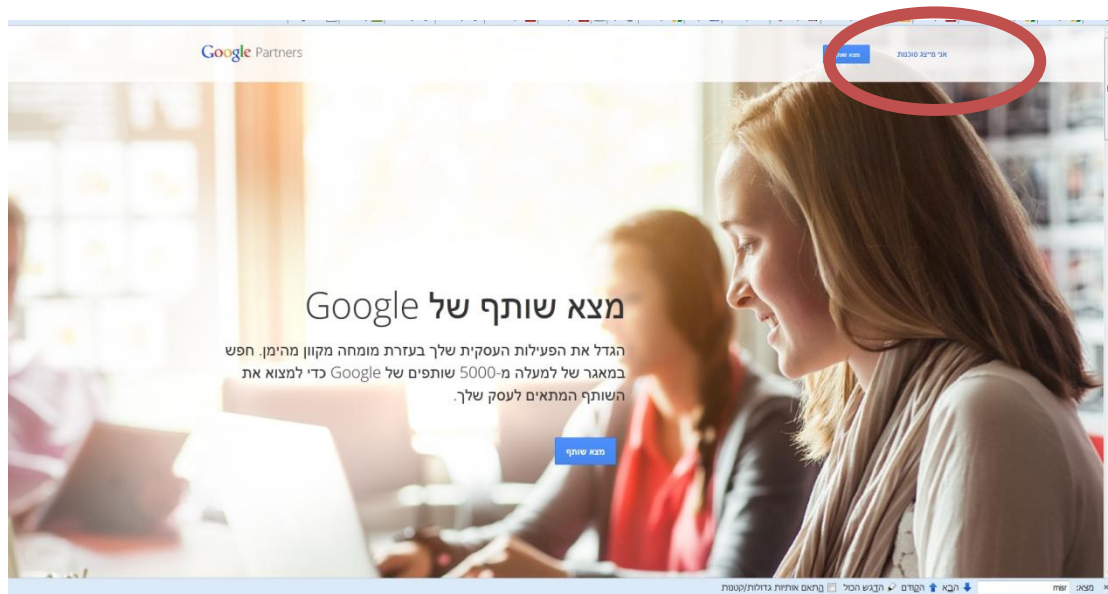 Google Partners
מצא שותף
אני מייצג סוכנות
מצא שותף של Google
הגדל את הפעילות העסקית שלך בעזרת מומחה מקוון מהימן. חפש
במאגר של למעלה מ-5000 שותפים של Google כדי למצוא את
השותף המתאים לעסק שלך.
מצא שותף
מצא: misr הבא הקודם הדגש הכול התאם אותיות גדולות/קטנות